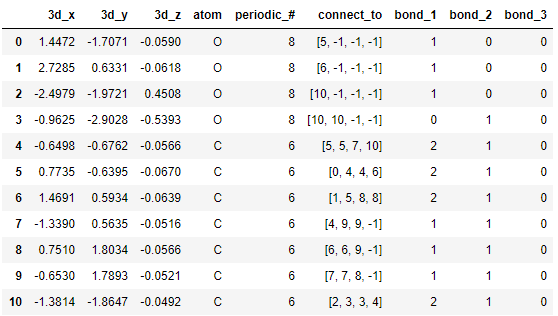 3d_x 3d_y 3d_z atom periodic_# connect_to bond_1 bond_2 bond_3
0 1.4472 -1.7071 -0.0590 O 8 [5, -1, -1, -1] 1 0 0
1 2.7285 0.6331 -0.0618 O 8 [6, -1, -1, -1] 1 0 0
2 -2.4979 -1.9721 0.4508 O 8 [10, -1, -1, -1] 1 0 0
3 -0.9625 -2.9028 -0.5393 O 8 [10, 10, -1, -1] 0 1 0
4 -0.6498 -0.6762 -0.0566 C 6 [5, 5, 7, 10] 2 1 0
5 0.7735 -0.6395 -0.0670 C 6 [0, 4, 4, 6] 2 1 0
6 1.4691 0.5934 -0.0639 C 6 [1, 5, 8, 8] 2 1 0
7 -1.3390 0.5635 -0.0516 C 6 [4, 9, 9, -1] 1 1 0
8 0.7510 1.8034 -0.0566 C 6 [6, 6, 9, -1] 1 1 0
9 -0.6530 1.7893 -0.0521 C 6 [7, 7, 8, -1] 1 1 0
10 -1.3814 -1.8647 -0.0492 C 6 [2, 3, 3, 4] 2 1 0